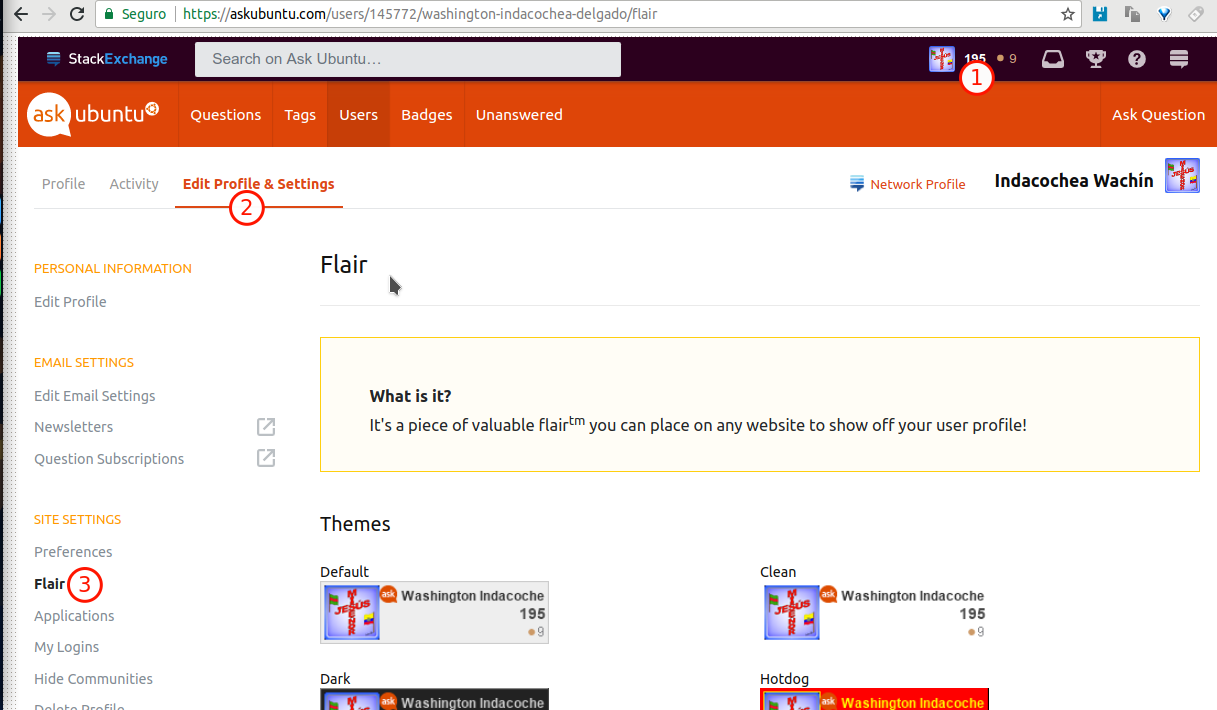 Seguro https://askubuntu.com/users/145772/washington-indacochea-delgado/flair
StackExchange Search on Ask Ubuntu… 195 9
1
ask ubuntu Questions Tags Users Badges Unanswered Ask Question
Profile Activity Edit Profile & Settings Network Profile Indacochea Wachín
2
PERSONAL INFORMATION
Edit Profile
EMAIL SETTINGS
Edit Email Settings
Newsletters
Question Subscriptions
SITE SETTINGS
Preferences
Flair 3
Applications
My Logins
Hide Communities
Delete Profile
Flair
What is it?
It's a piece of valuable flairtm you can place on any website to show off your user profile!
Themes
Default
ask Washington Indacoche
195
9
Clean
ask Washington Indacoche
195
9
Dark
ask Washington Indacoche
Hotdog
ask Washington Indacoche